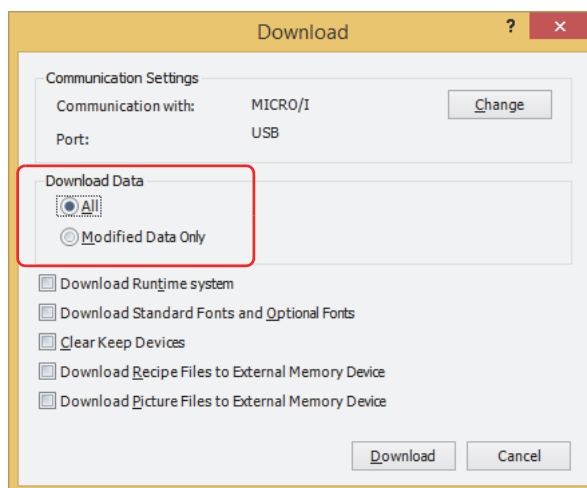 Download
? ×
Communication Settings
Communication with: MICRO/I Change
Port: USB
Download Data
All
Modified Data Only
Download Runtime system
Download Standard Fonts and Optional Fonts
Clear Keep Devices
Download Recipe Files to External Memory Device
Download Picture Files to External Memory Device
Download Cancel